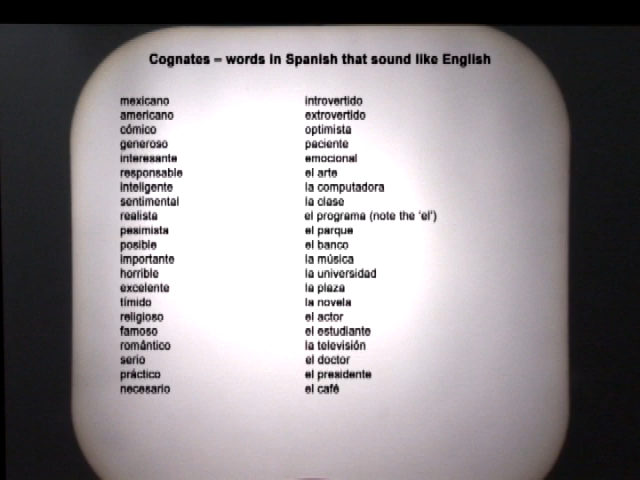 Cognates – words in Spanish that sound like English
mexicano
americano
cómico
generoso
interesante
responsable
inteligente
sentimental
realista
pesimista
posible
importante
horrible
excelente
tímido
religioso
famoso
romántico
serio
práctico
necesario
introvertido
extrovertido
optimista
paciente
emocional
el arte
la computadora
la clase
el programa (note the ‘el’)
el parque
el banco
la música
la universidad
la plaza
la novela
el actor
el estudiante
la televisión
el doctor
el presidente
el café